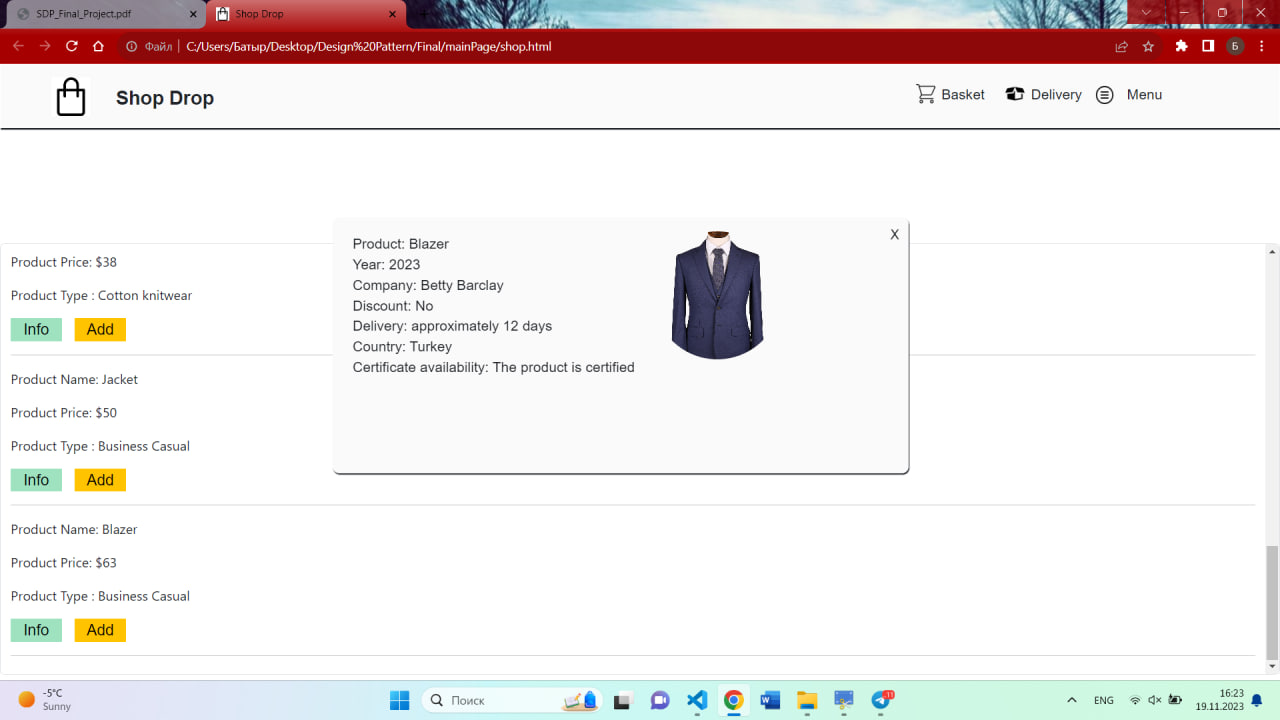 SDP_Final_Project.pdf
Shop Drop
Файл
C:/Users/Батыр/Desktop/Design%20Pattern/Final/mainPage/shop.html
Б
Shop Drop
Basket
Delivery
Menu
X
Product: Blazer
Year: 2023
Company: Betty Barclay
Discount: No
Delivery: approximately 12 days
Country: Turkey
Certificate availability: The product is certified
Product Price: $38
Product Type : Cotton knitwear
Info Add
Product Name: Jacket
Product Price: $50
Product Type : Business Casual
Info Add
Product Name: Blazer
Product Price: $63
Product Type : Business Casual
Info Add
-5°C
Sunny
Поиск
11
ENG
16:23
19.11.2023